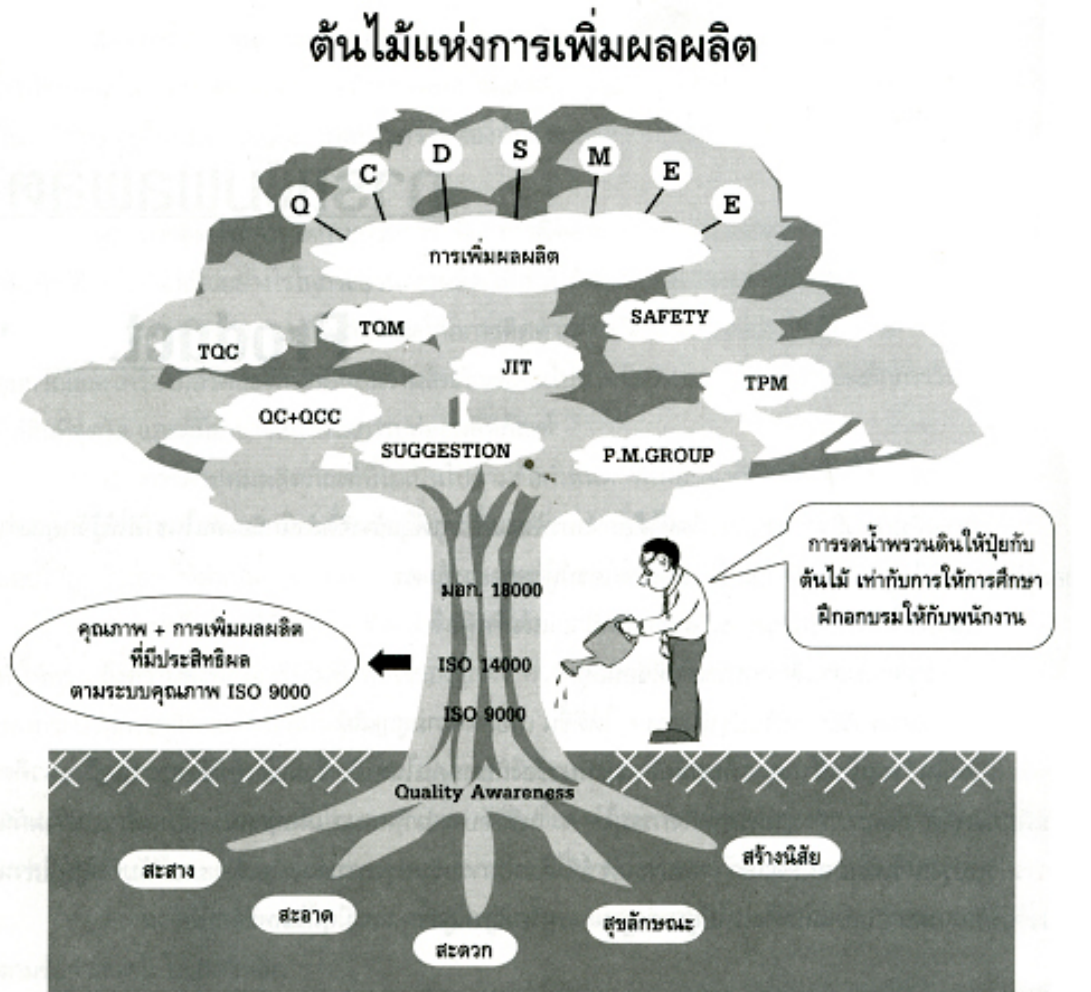 ต้นไม้แห่งการเพิ่มผลผลิต
Q C D S M E E
การเพิ่มผลผลิต
TQC
TQM
JIT
SAFETY
TPM
QC+QCC
SUGGESTION
P.M.GROUP
การรดน้ำพรวนดินให้ปุ๋ยกับ
ต้นไม้ เท่ากับการให้การศึกษา
ฝึกอกบรมให้กับพนักงาน
มอก. 18000
ISO 14000
ISO 9000
คุณภาพ + การเพิ่มผลผลิต
ที่มีประสิทธิผล
ตามระบบคุณภาพ ISO 9000
Quality Awareness
สะสาง
สะอาด
สะดวก
สุขลักษณะ
สร้างนิสัย